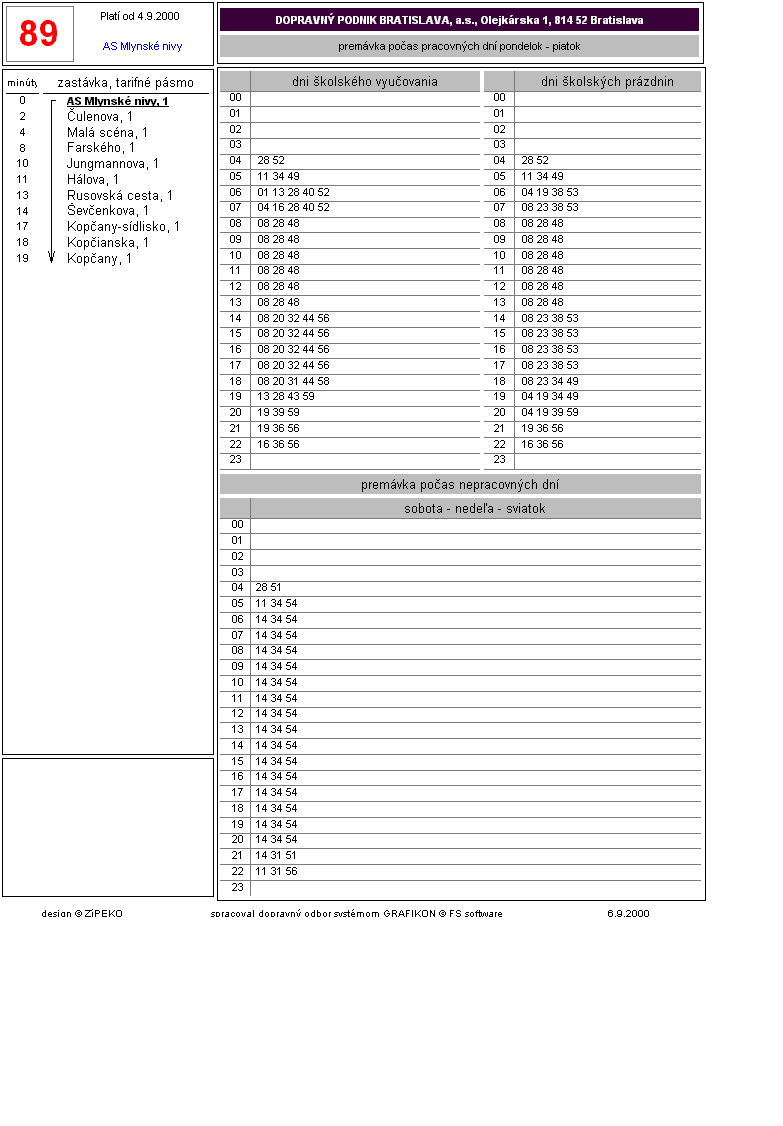 89
Platí od 4.9.2000
AS Mlynské nivy
DOPRAVNÝ PODNIK BRATISLAVA, a.s., Olejkárska 1, 814 52 Bratislava
premávka počas pracovných dní pondelok - piatok
minúty zastávka, tarifné pásmo
0 AS Mlynské nivy, 1
2 Čulenova, 1
4 Malá scéna, 1
8 Farského, 1
10 Jungmannova, 1
11 Hálova, 1
13 Rusovská cesta, 1
14 Ševčenkova, 1
17 Kopčany-sídlisko, 1
18 Kopčianska, 1
19 Kopčany, 1
dni školského vyučovania
00
01
02
03
04 28 52
05 11 34 49
06 01 13 28 40 52
07 04 16 28 40 52
08 08 28 48
09 08 28 48
10 08 28 48
11 08 28 48
12 08 28 48
13 08 28 48
14 08 20 32 44 56
15 08 20 32 44 56
16 08 20 32 44 56
17 08 20 32 44 56
18 08 20 31 44 58
19 13 28 43 59
20 19 39 59
21 19 36 56
22 16 36 56
23
dni školských prázdnin
00
01
02
03
04 28 52
05 11 34 49
06 04 19 38 53
07 08 23 38 53
08 08 28 48
09 08 28 48
10 08 28 48
11 08 28 48
12 08 28 48
13 08 28 48
14 08 23 38 53
15 08 23 38 53
16 08 23 38 53
17 08 23 38 53
18 08 23 34 49
19 04 19 34 49
20 04 19 39 59
21 19 36 56
22 16 36 56
23
premávka počas nepracovných dní
sobota - nedeľa - sviatok
00
01
02
03
04 28 51
05 11 34 54
06 14 34 54
07 14 34 54
08 14 34 54
09 14 34 54
10 14 34 54
11 14 34 54
12 14 34 54
13 14 34 54
14 14 34 54
15 14 34 54
16 14 34 54
17 14 34 54
18 14 34 54
19 14 34 54
20 14 34 54
21 14 31 51
22 11 31 56
23
design © ZíPEKO
spracoval dopravný odbor systémom GRAFIKON © FS software
6.9.2000